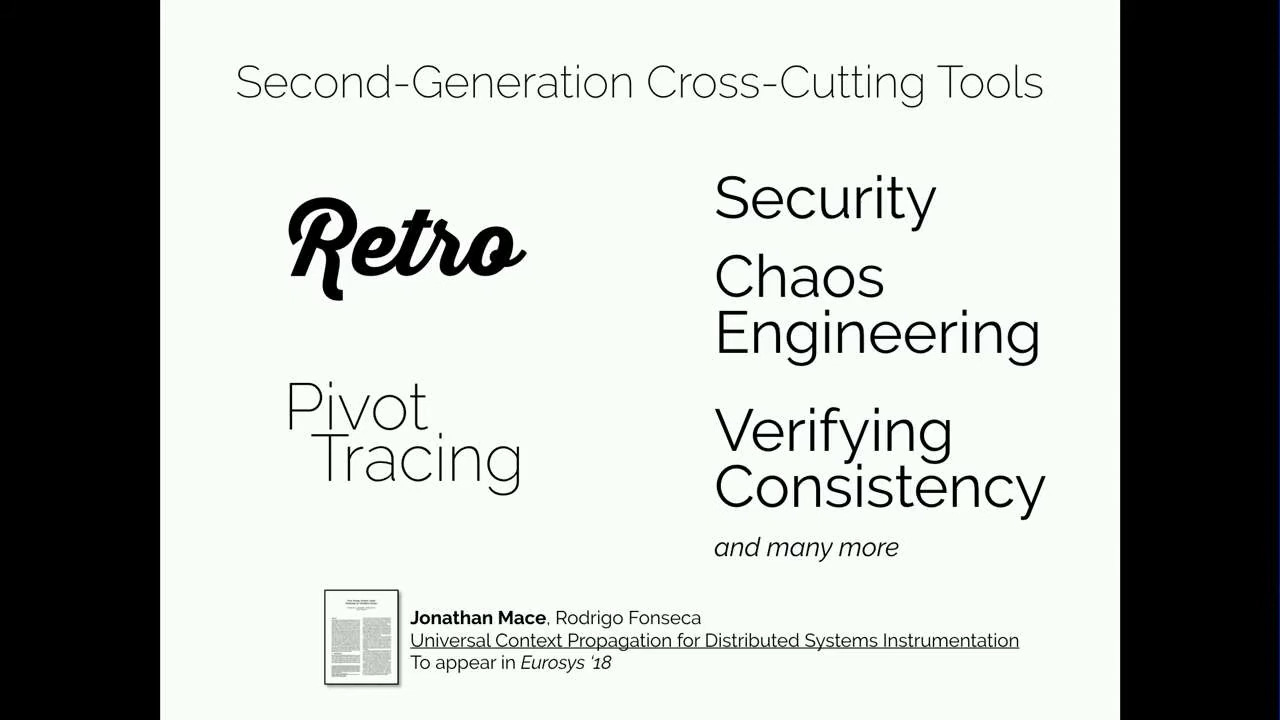 Second-Generation Cross-Cutting Tools
Retro
Pivot
Tracing
Security
Chaos
Engineering
Verifying
Consistency
and many more
Jonathan Mace, Rodrigo Fonseca
Universal Context Propagation for Distributed Systems Instrumentation
To appear in Eurosys '18